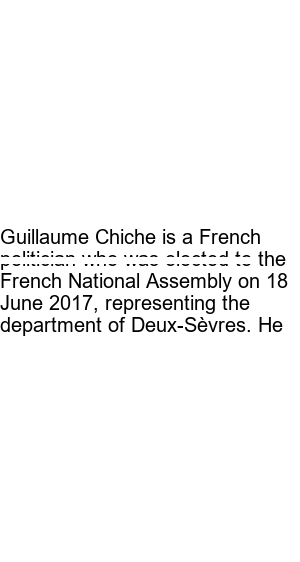 Guillaume Chiche is a French
politician who was elected to the
French National Assembly on 18
June 2017, representing the
department of Deux-Sèvres. He